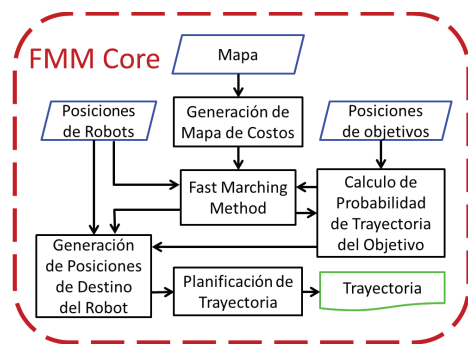 FMM Core
Mapa
Posiciones
de Robots
Generación de
Mapa de Costos
Posiciones
de objetivos
Fast Marching
Method
Calculo de
Probabilidad
de Trayectoria
del Objetivo
Generación
de Posiciones
de Destino
del Robot
Planificación de
Trayectoria
Trayectoria